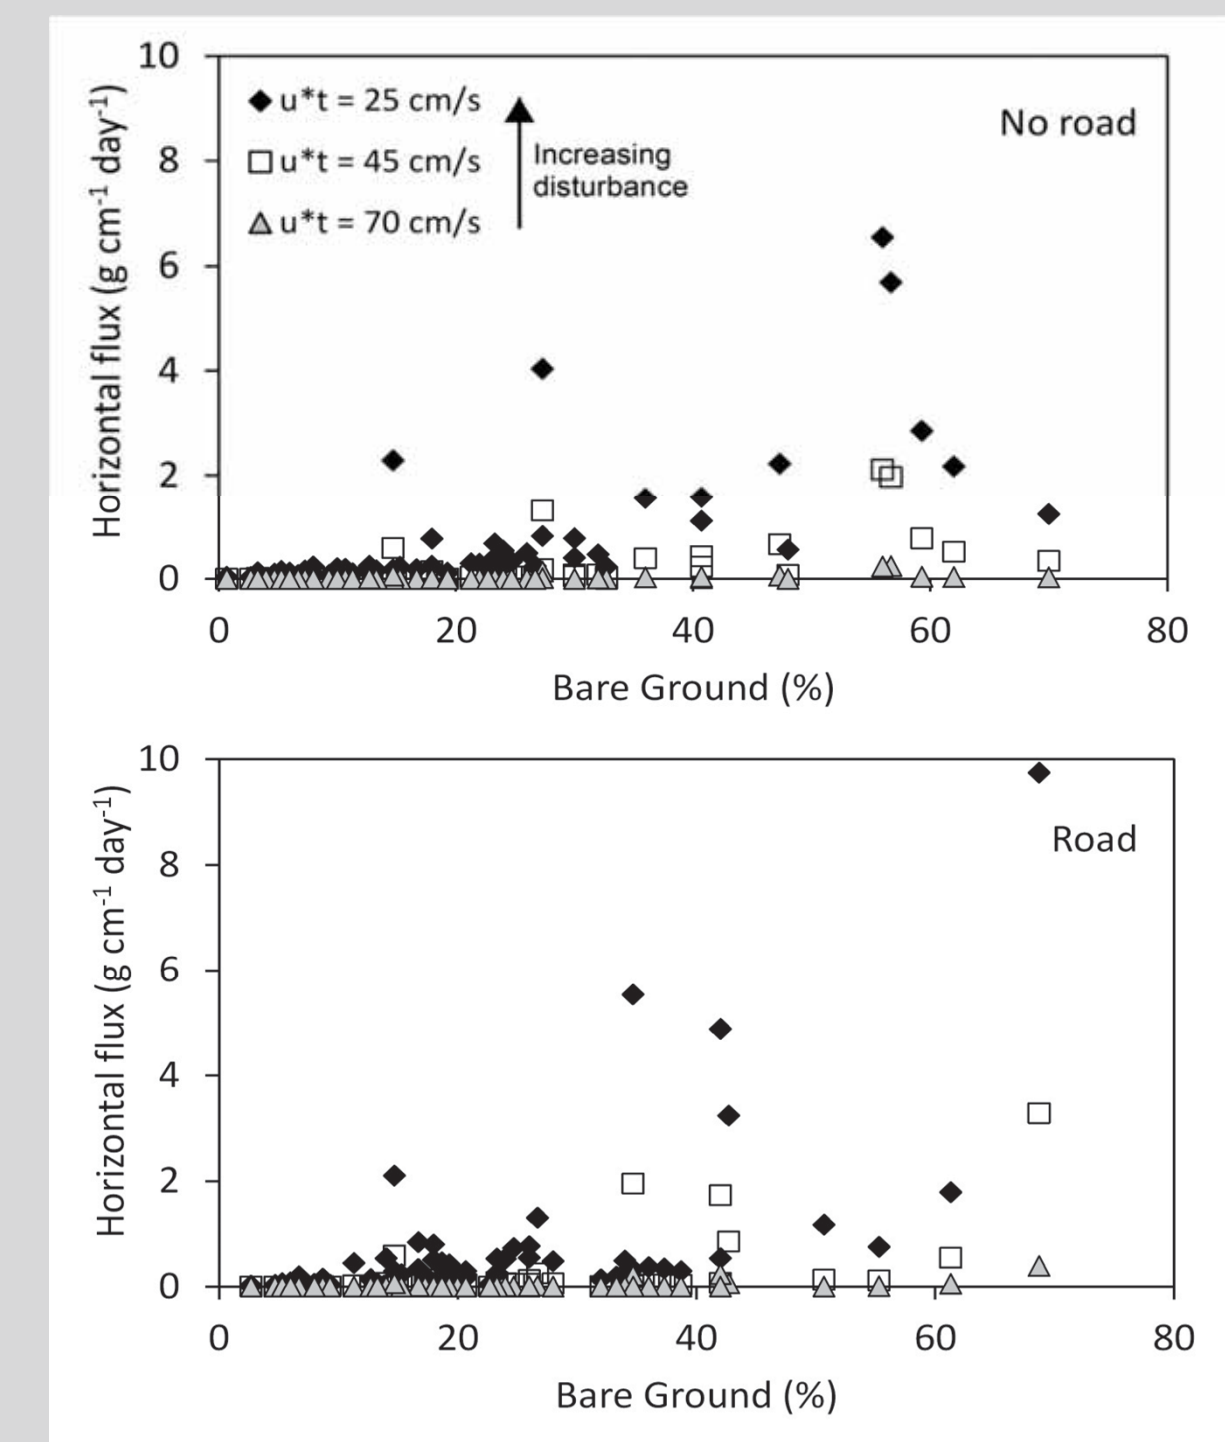 Horizontal flux (g cm⁻¹ day⁻¹)
10
8
6
4
2
0
u*t = 25 cm/s
u*t = 45 cm/s
u*t = 70 cm/s
Increasing
disturbance
No road
0 20 40 60 80
Bare Ground (%)
Horizontal flux (g cm⁻¹ day⁻¹)
10
8
6
4
2
0
Road
0 20 40 60 80
Bare Ground (%)